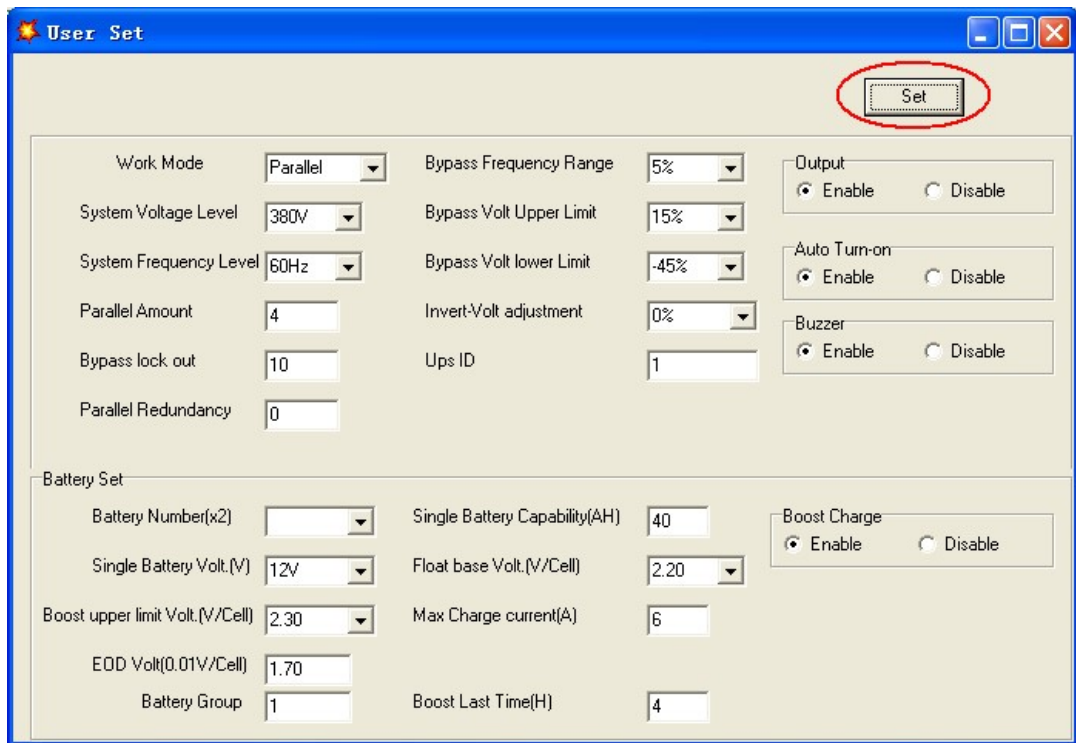 User Set
Set
Work Mode Parallel Bypass Frequency Range 5% Output
Enable Disable
System Voltage Level 380V Bypass Volt Upper Limit 15%
Auto Turn-on
System Frequency Level 60Hz Bypass Volt lower Limit -45% Enable Disable
Parallel Amount 4 Invert-Volt adjustment 0%
Buzzer
Bypass lock out 10 Ups ID 1 Enable Disable
Parallel Redundancy 0
Battery Set
Battery Number(x2) Single Battery Capability(AH) 40 Boost Charge
Enable Disable
Single Battery Volt.(V) 12V Float base Volt.(V/Cell) 2.20
Boost upper limit Volt.(V/Cell) 2.30 Max Charge current(A) 6
EOD Volt(0.01V/Cell) 1.70
Battery Group 1 Boost Last Time(H) 4